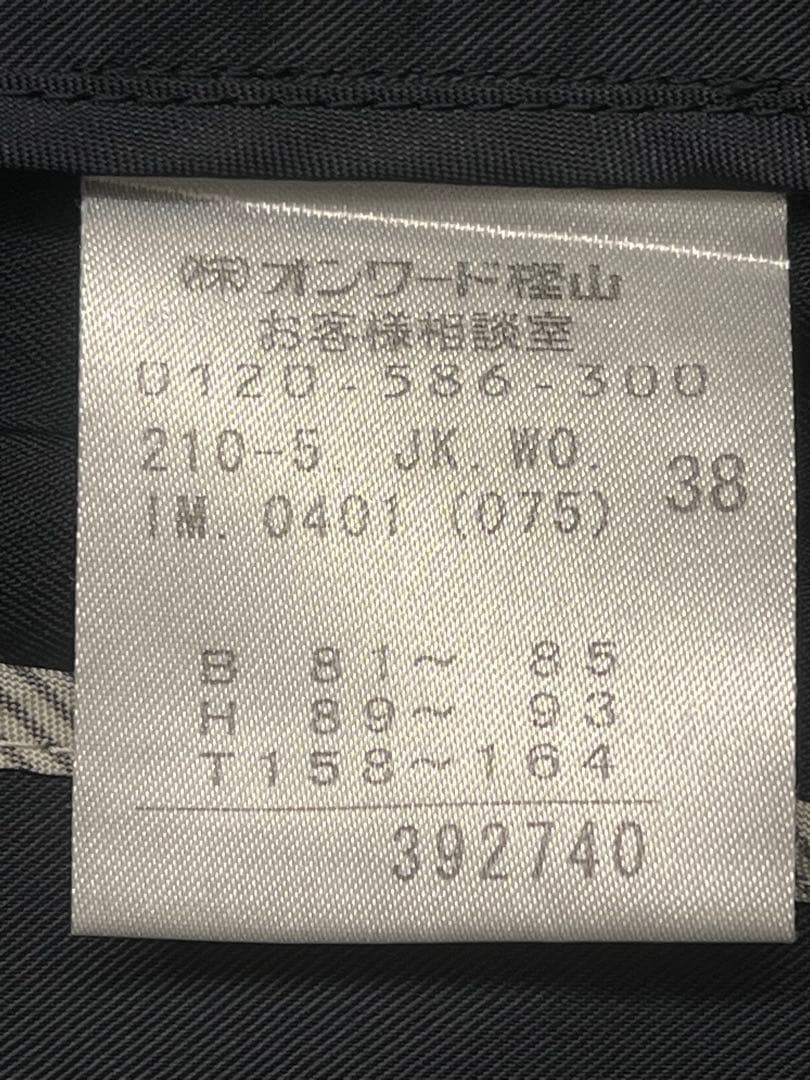 (株)オンワード樫山
お客様相談室
0120-586-300
210-5. JK.WO. 38
IM. 0401 (075)
B 81～ 85
H 89～ 93
T158～164
392740